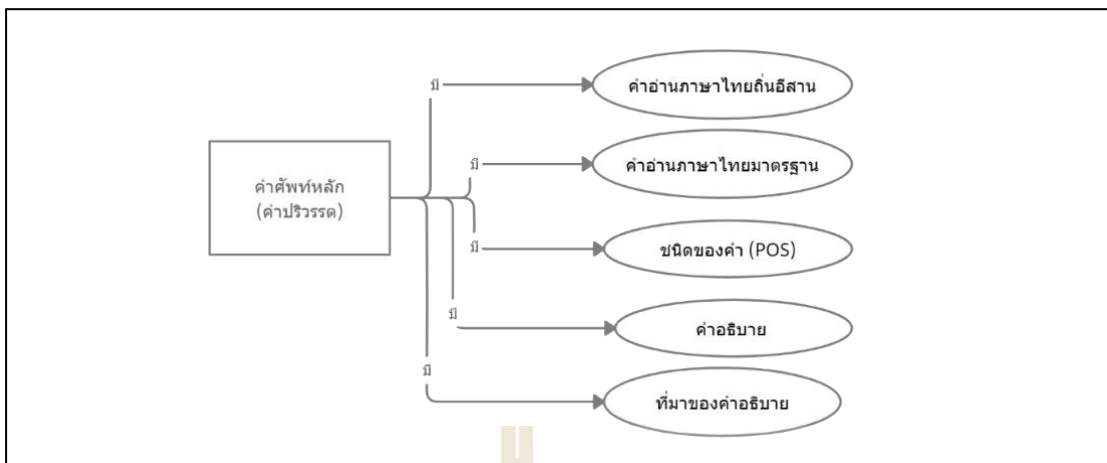 คำศัพท์หลัก
(คำปริวรรต)
มี
คำอ่านภาษาไทยถิ่นอีสาน
มี
คำอ่านภาษาไทยมาตรฐาน
มี
ชนิดของคำ (POS)
มี
คำอธิบาย
มี
ที่มาของคำอธิบาย